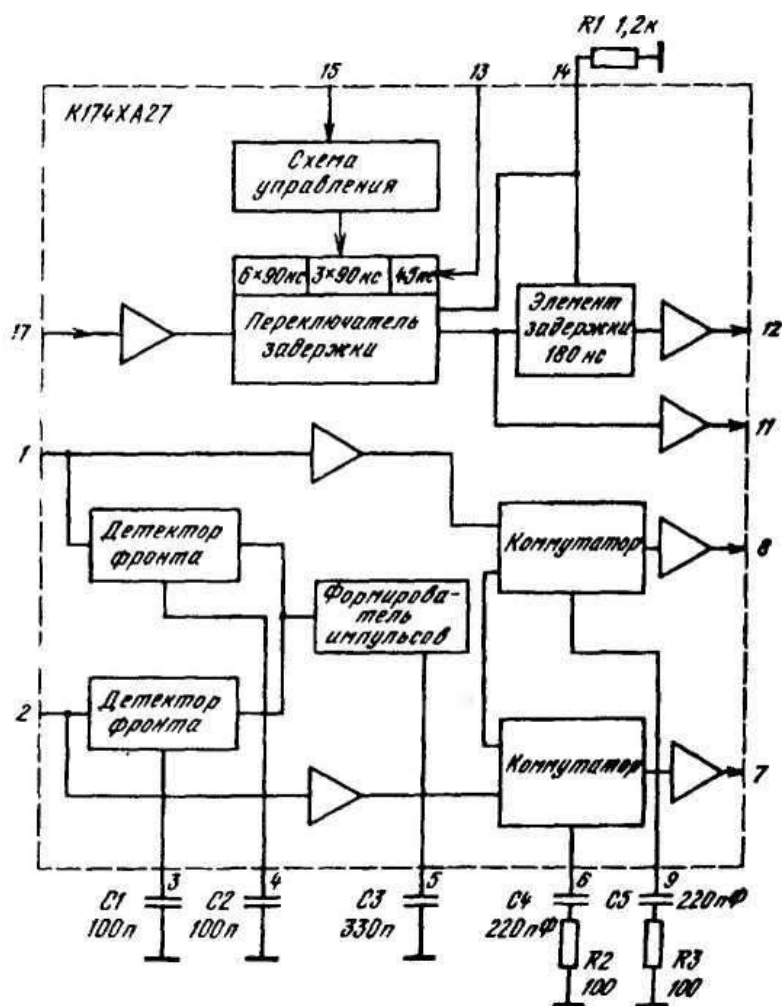 R1 1,2к
15
13
14
К174ХА27
Схема
управления
6×90нс
3×90нс
45нс
17
Переключатель
задержки
Элемент
задержки
180 нс
12
11
1
Детектор
фронта
Коммутатор
8
Формирова-
тель
импульсов
2
Детектор
фронта
Коммутатор
7
3
4
5
6
9
C1
100п
C2
100п
C3
330п
C4
220пФ
C5
220пФ
R2
100
R3
100